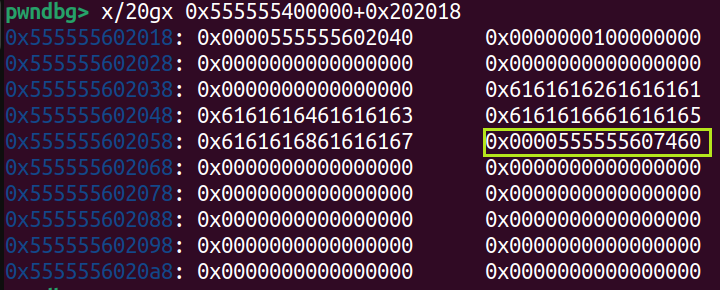 pwndbg> x/20gx 0x555555400000+0x202018
0x555555602018: 0x0000555555602040 0x0000000100000000
0x555555602028: 0x0000000000000000 0x0000000000000000
0x555555602038: 0x0000000000000000 0x6161616261616161
0x555555602048: 0x6161616461616163 0x6161616661616165
0x555555602058: 0x6161616861616167 0x0000555555607460
0x555555602068: 0x0000000000000000 0x0000000000000000
0x555555602078: 0x0000000000000000 0x0000000000000000
0x555555602088: 0x0000000000000000 0x0000000000000000
0x555555602098: 0x0000000000000000 0x0000000000000000
0x5555556020a8: 0x0000000000000000 0x0000000000000000